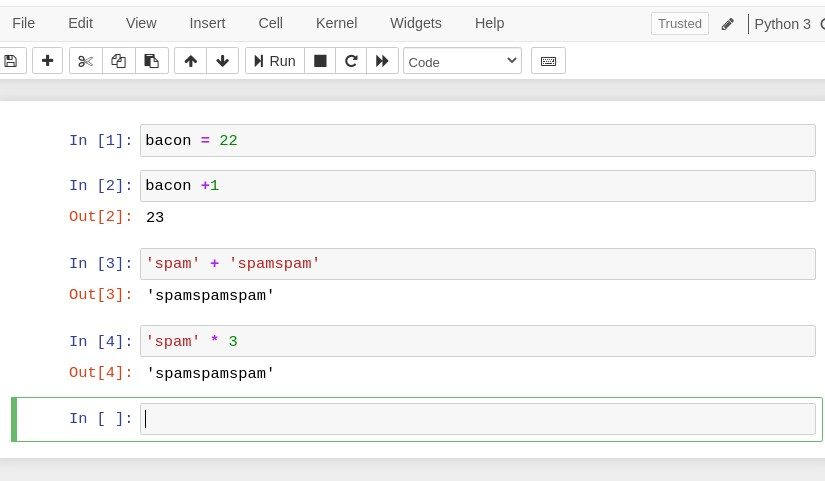 File Edit View Insert Cell Kernel Widgets Help Trusted Python 3
Run Code
In [1]: bacon = 22
In [2]: bacon +1
Out[2]: 23
In [3]: 'spam' + 'spamspam'
Out[3]: 'spamspamspam'
In [4]: 'spam' * 3
Out[4]: 'spamspamspam'
In [ ]: